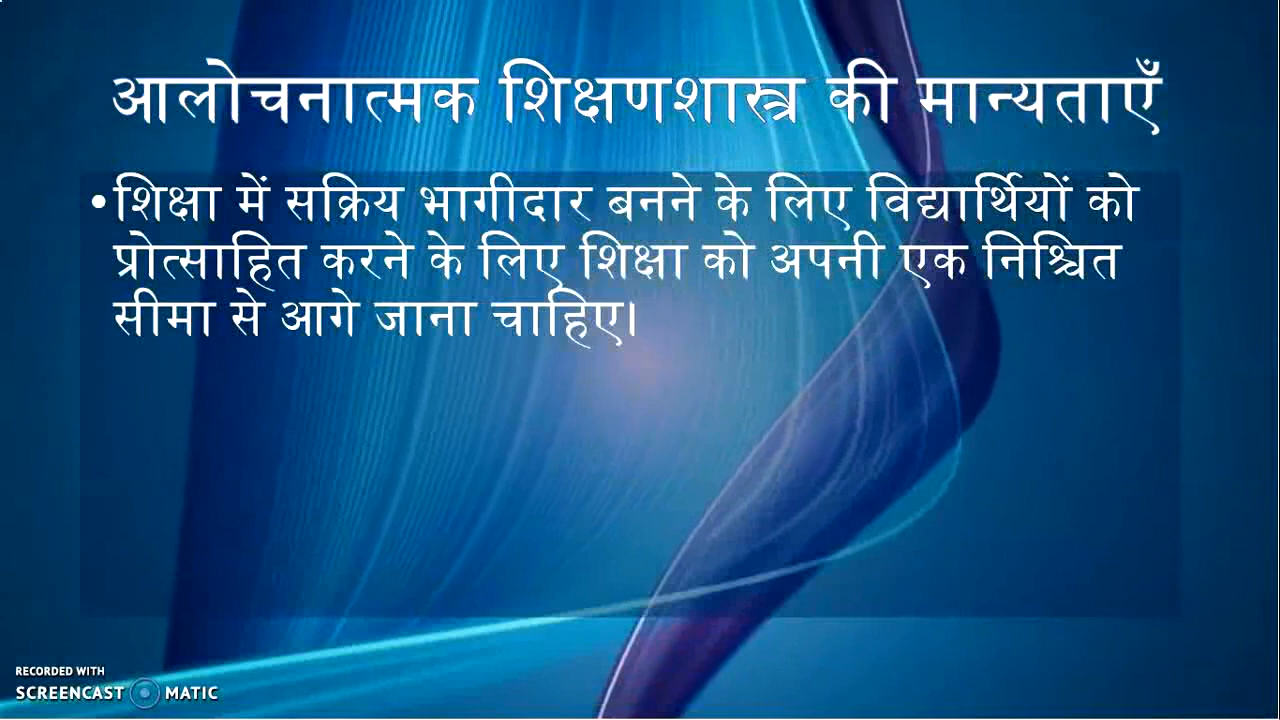 आलोचनात्मक शिक्षणशास्त्र की मान्यताएँ
•शिक्षा में सक्रिय भागीदार बनने के लिए विद्यार्थियों को
प्रोत्साहित करने के लिए शिक्षा को अपनी एक निश्चित
सीमा से आगे जाना चाहिए।
RECORDED WITH
SCREENCAST MATIC